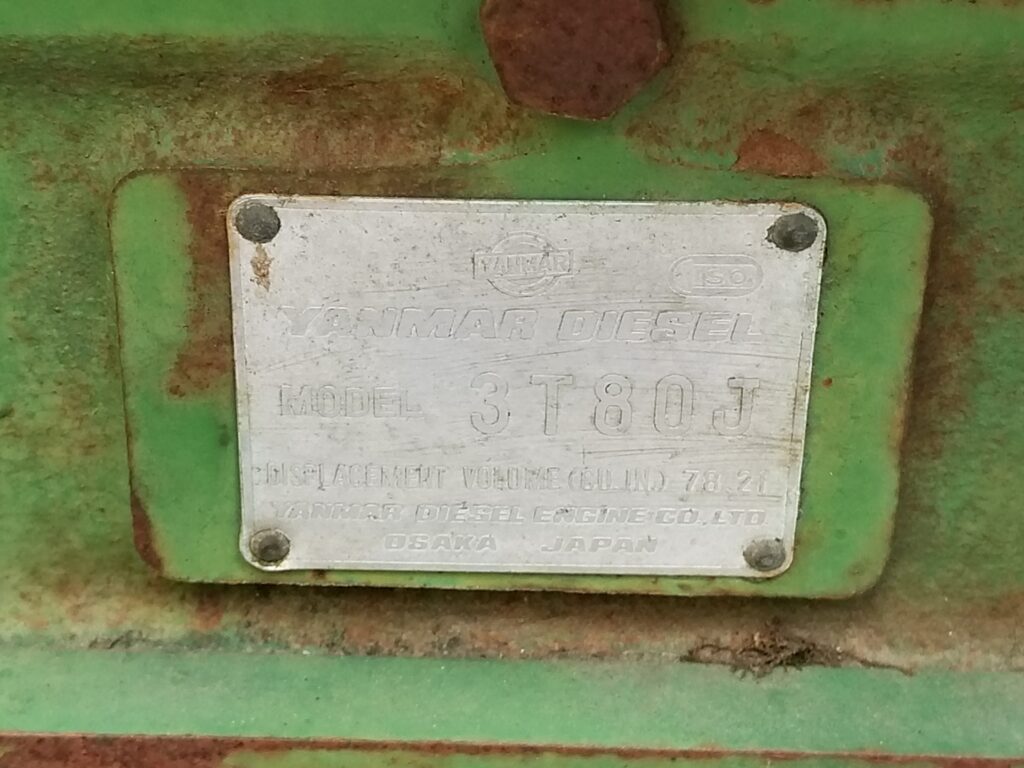 YANMAR
ISO.
YANMAR DIESEL
MODEL 3T80J
DISPLACEMENT VOLUME (CU.IN.) 78.21
YANMAR DIESEL ENGINE CO.,LTD.
OSAKA JAPAN